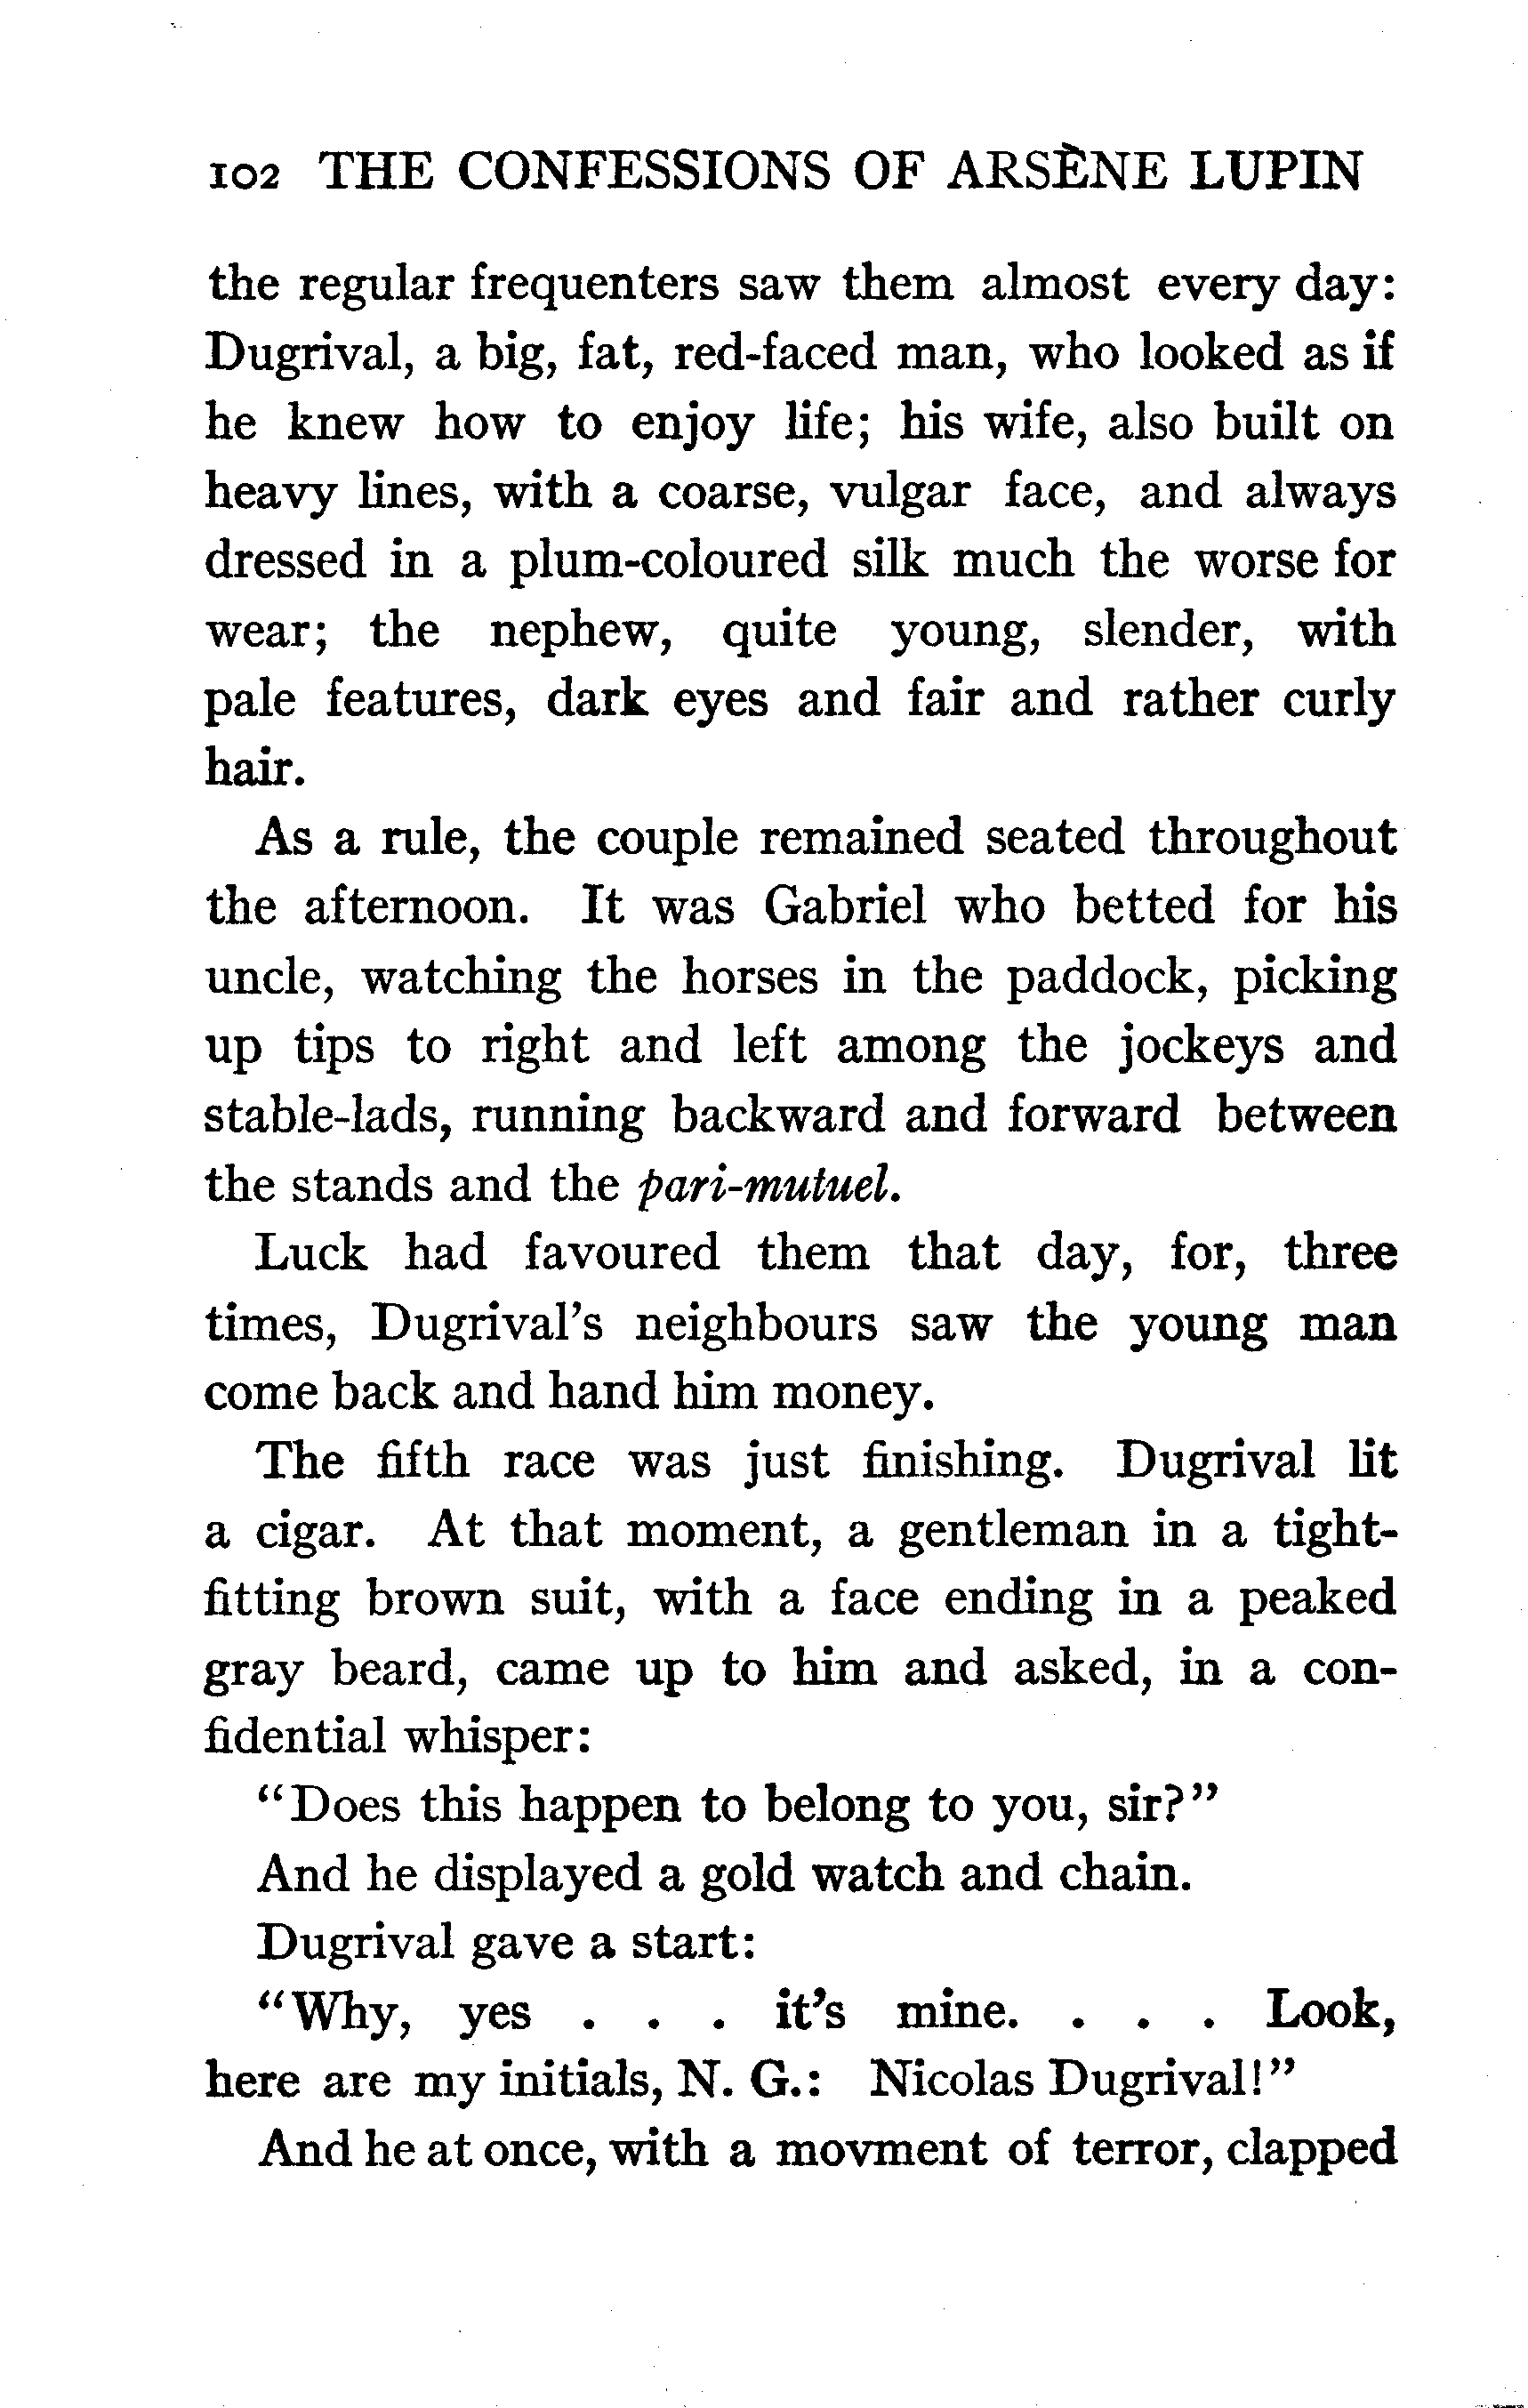 102 THE CONFESSIONS OF ARSÈNE LUPIN
the regular frequenters saw them almost every day:
Dugrival, a big, fat, red-faced man, who looked as if
he knew how to enjoy life; his wife, also built on
heavy lines, with a coarse, vulgar face, and always
dressed in a plum-coloured silk much the worse for
wear; the nephew, quite young, slender, with
pale features, dark eyes and fair and rather curly
hair.
As a rule, the couple remained seated throughout
the afternoon. It was Gabriel who betted for his
uncle, watching the horses in the paddock, picking
up tips to right and left among the jockeys and
stable-lads, running backward and forward between
the stands and the pari-mutuel.
Luck had favoured them that day, for, three
times, Dugrival's neighbours saw the young man
come back and hand him money.
The fifth race was just finishing. Dugrival lit
a cigar. At that moment, a gentleman in a tight-
fitting brown suit, with a face ending in a peaked
gray beard, came up to him and asked, in a con-
fidential whisper:
"Does this happen to belong to you, sir?"
And he displayed a gold watch and chain.
Dugrival gave a start:
"Why, yes . . . it's mine. . . . Look,
here are my initials, N. G.: Nicolas Dugrival!"
And he at once, with a movment of terror, clapped